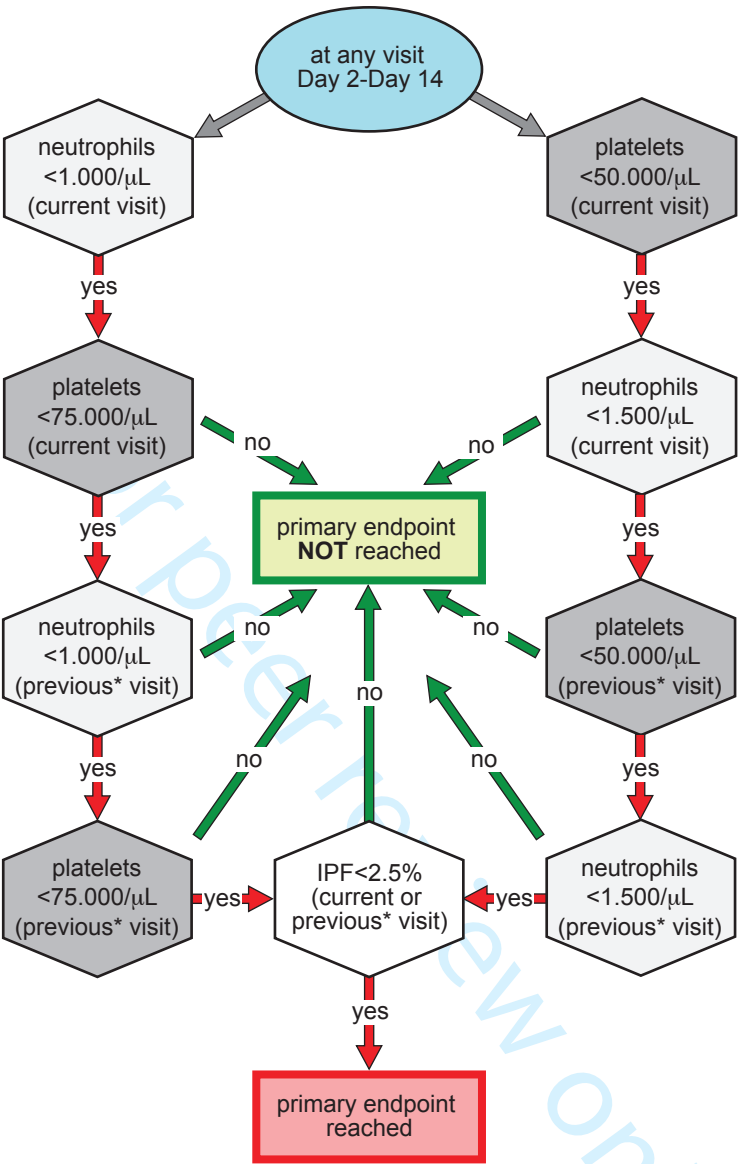 at any visit
Day 2-Day 14
neutrophils
<1.000/μL
(current visit)
platelets
<50.000/μL
(current visit)
yes
yes
platelets
<75.000/μL
(current visit)
neutrophils
<1.500/μL
(current visit)
no
no
yes
yes
primary endpoint
NOT reached
neutrophils
<1.000/μL
(previous* visit)
platelets
<50.000/μL
(previous* visit)
no
no
no
yes
yes
no
no
platelets
<75.000/μL
(previous* visit)
IPF<2.5%
(current or
previous* visit)
neutrophils
<1.500/μL
(previous* visit)
yes
yes
yes
primary endpoint
reached
r peer review on